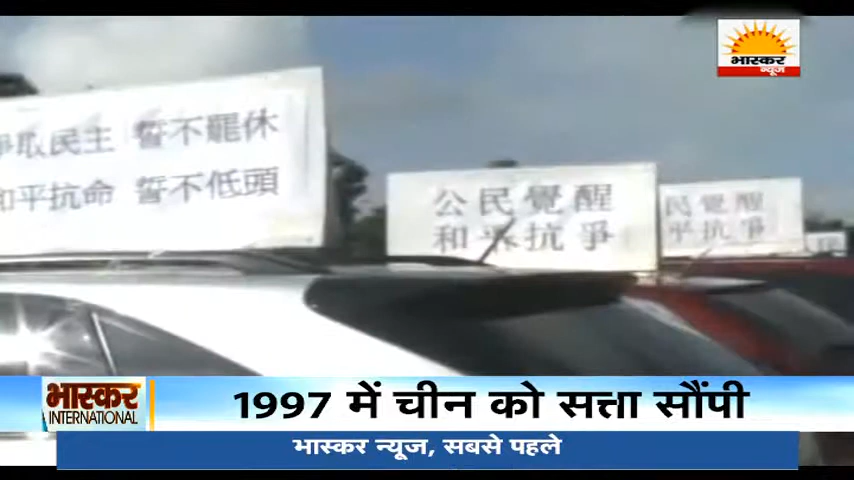 भास्कर
न्यूज़
爭取民主 誓不罷休
和平抗命 誓不低頭
公民覺醒
和平抗爭
民覺醒
平抗爭
भास्कर
INTERNATIONAL
1997 में चीन को सत्ता सौंपी
भास्कर न्यूज, सबसे पहले